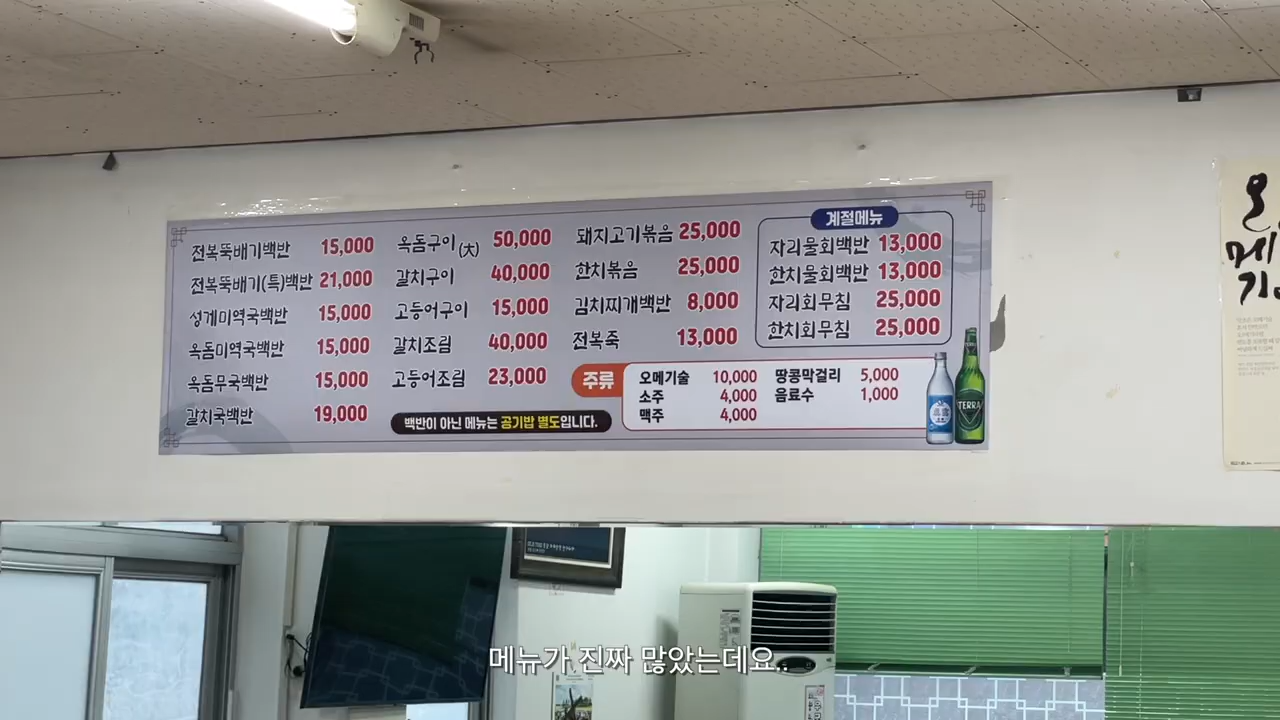 전복뚝배기백반 15,000
전복뚝배기(특)백반 21,000
성게미역국백반 15,000
옥돔미역국백반 15,000
옥돔무국백반 15,000
갈치국백반 19,000
옥돔구이(大) 50,000
갈치구이 40,000
고등어구이 15,000
갈치조림 40,000
고등어조림 23,000
백반이 아닌 메뉴는 공기밥 별도입니다.
돼지고기볶음 25,000
한치볶음 25,000
김치찌개백반 8,000
전복죽 13,000
계절메뉴
자리물회백반 13,000
한치물회백반 13,000
자리회무침 25,000
한치회무침 25,000
주류
오메기술 10,000
소주 4,000
맥주 4,000
땅콩막걸리 5,000
음료수 1,000
TERRA
오
메
기
메뉴가 진짜 많았는데요..